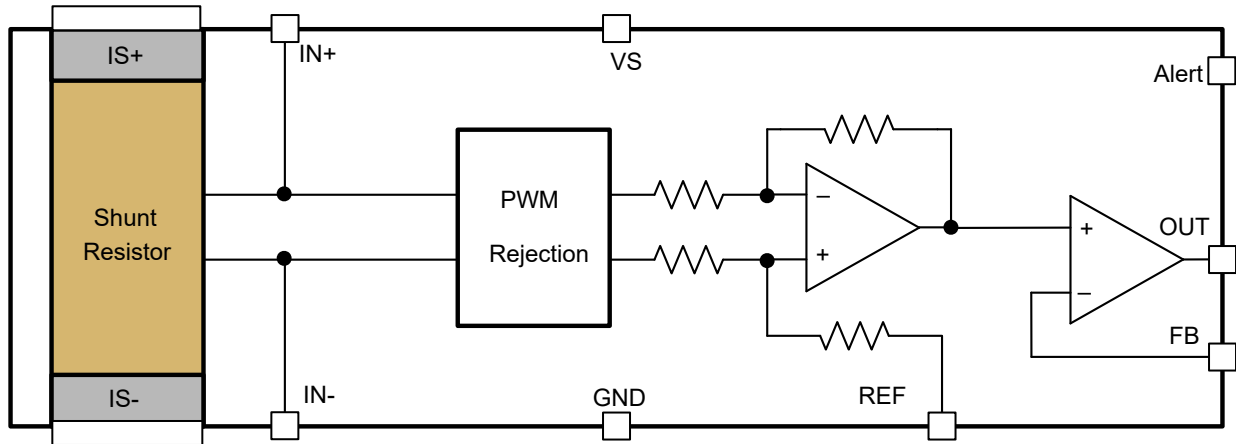 IS+
IN+
VS
Alert
Shunt
Resistor
PWM
Rejection
−
+
+
−
OUT
FB
IS-
IN-
GND
REF